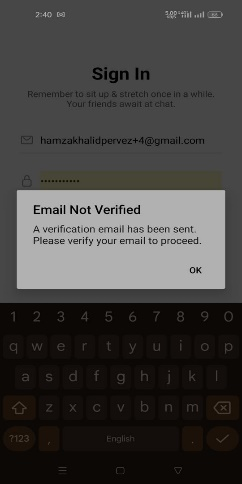 2:40
Sign In
Remember to sit up & stretch once in a while.
Your friends await at chat.
hamzakhalidpervez+4@gmail.com
•••••••••••
Email Not Verified
A verification email has been sent.
Please verify your email to proceed.
OK
1 2 3 4 5 6 7 8 9 0
q w e r t y u i o p
a s d f g h j k l
z x c v b n m
?123 , English .